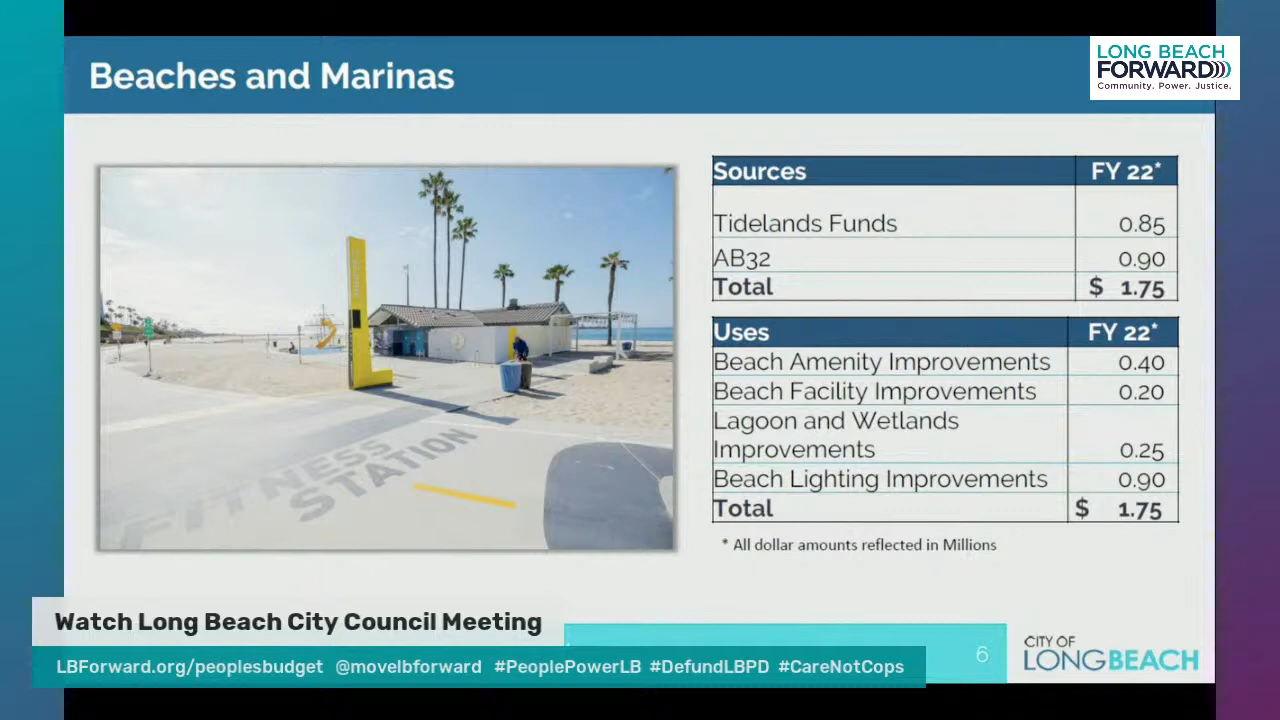 Beaches and Marinas
LONG BEACH
FORWARD
Community. Power. Justice.
FITNESS
STATION
Sources FY 22*
Tidelands Funds 0.85
AB32 0.90
Total $ 1.75
Uses FY 22*
Beach Amenity Improvements 0.40
Beach Facility Improvements 0.20
Lagoon and Wetlands
Improvements 0.25
Beach Lighting Improvements 0.90
Total $ 1.75
* All dollar amounts reflected in Millions
Watch Long Beach City Council Meeting
LBForward.org/peoplesbudget @movelbforward #PeoplePowerLB #DefundLBPD #CareNotCops
6
CITY OF
LONGBEACH